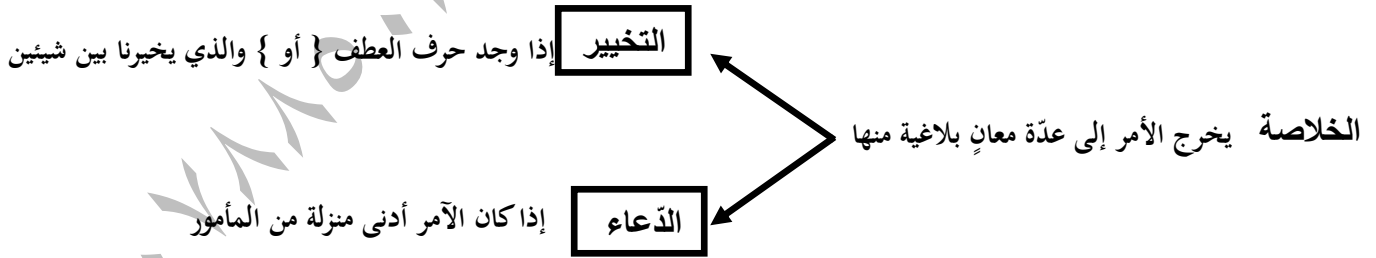 التخيير إذا وجد حرف العطف { أو } والذي يخيرنا بين شيئين
الخلاصة يخرج الأمر إلى عدّة معانٍ بلاغية منها
الدّعاء إذا كان الآمر أدنى منزلة من المأمور